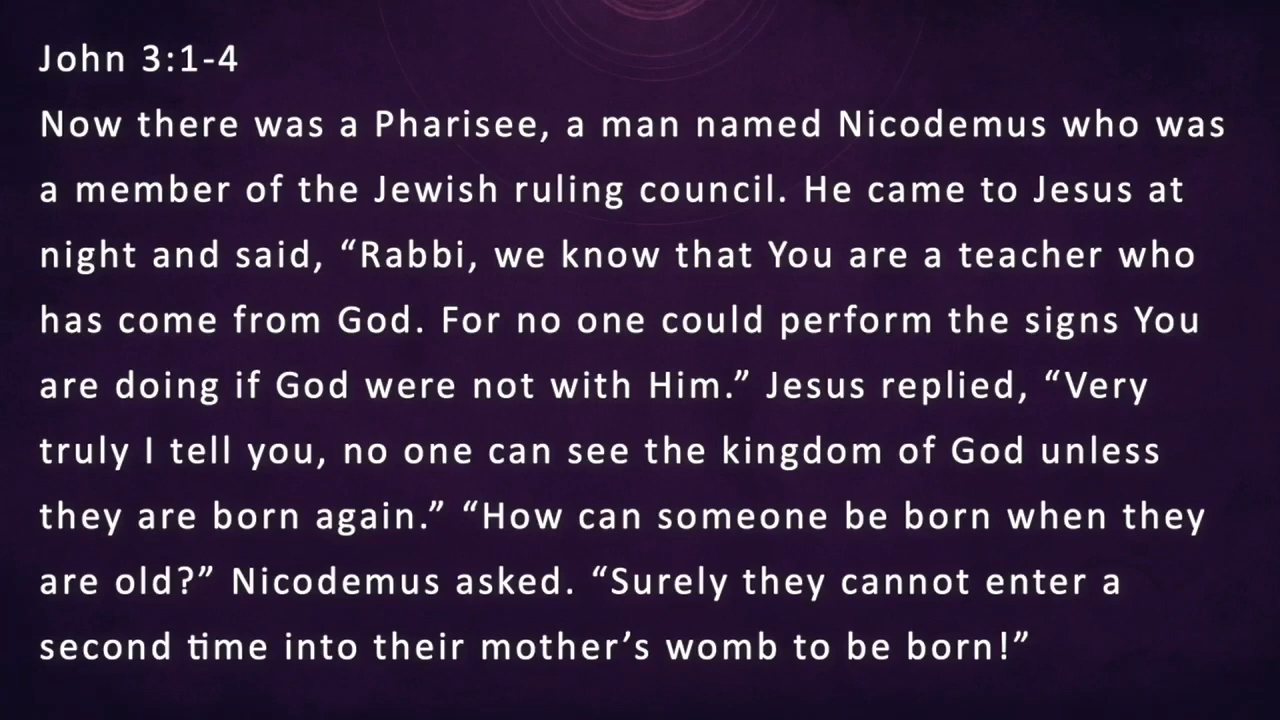 John 3:1-4
Now there was a Pharisee, a man named Nicodemus who was
a member of the Jewish ruling council. He came to Jesus at
night and said, “Rabbi, we know that You are a teacher who
has come from God. For no one could perform the signs You
are doing if God were not with Him.” Jesus replied, “Very
truly I tell you, no one can see the kingdom of God unless
they are born again.” “How can someone be born when they
are old?” Nicodemus asked. “Surely they cannot enter a
second time into their mother’s womb to be born!”